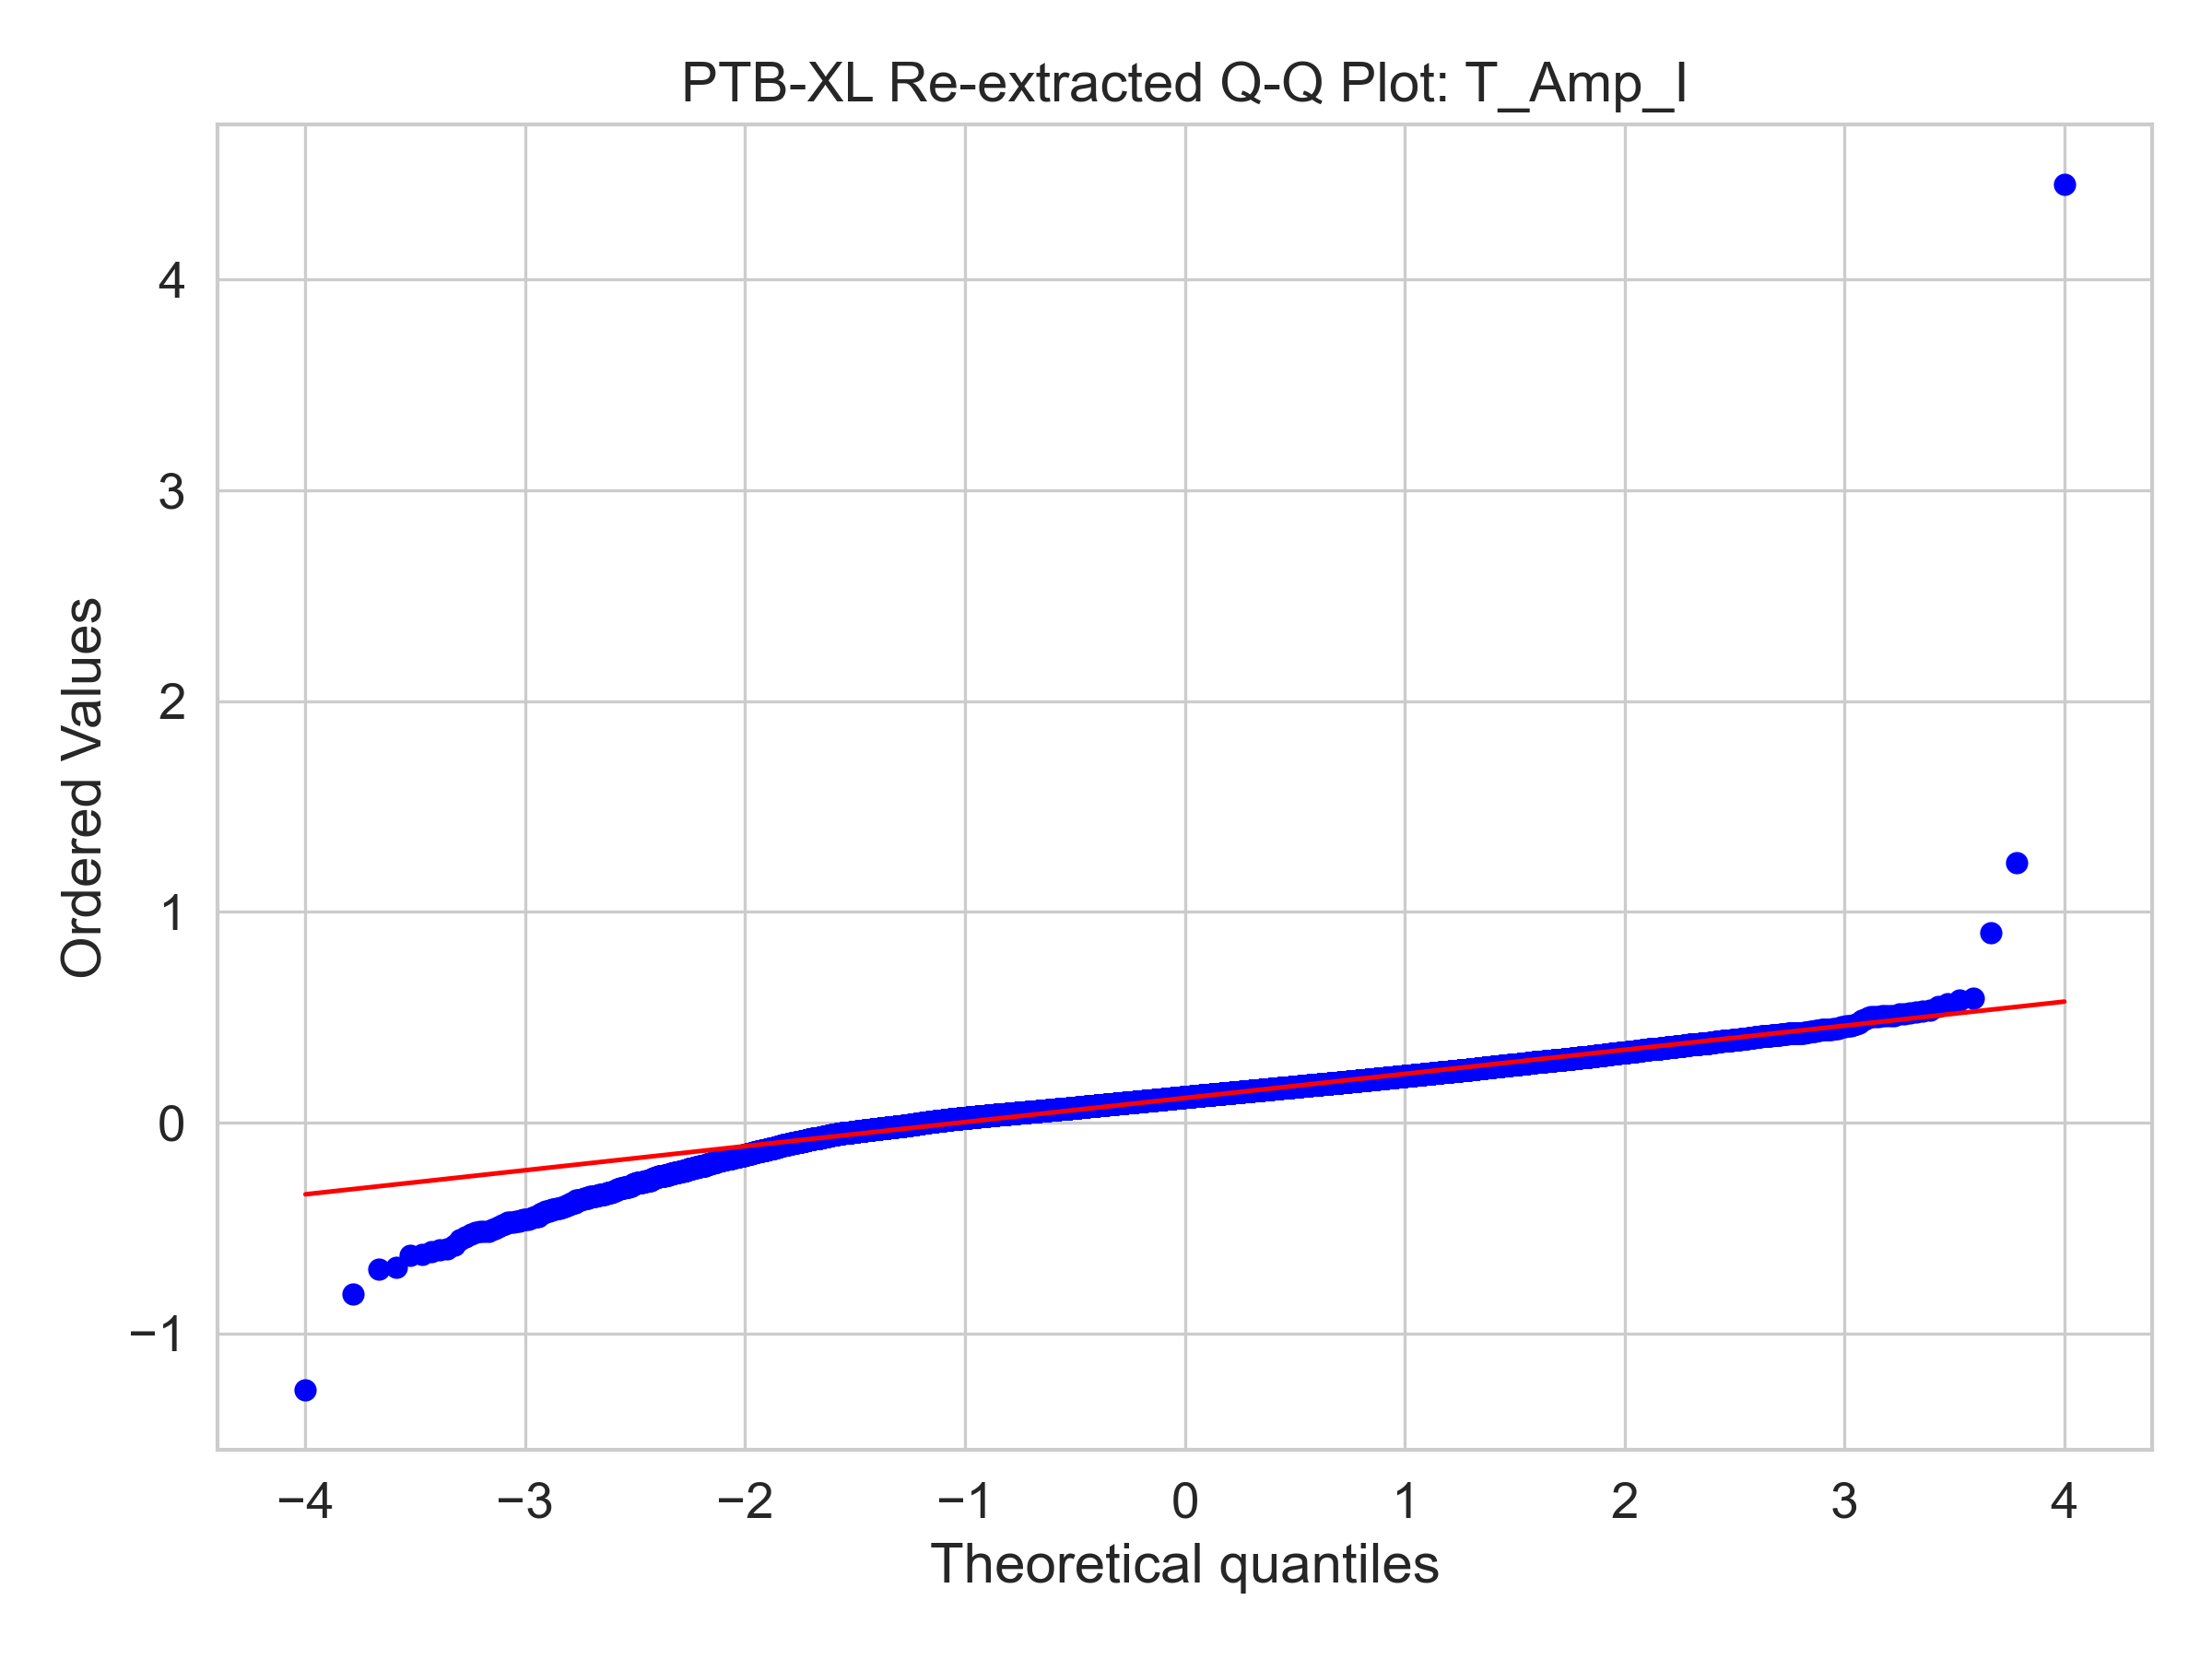 PTB-XL Re-extracted Q-Q Plot: T_Amp_I
Ordered Values
4
3
2
1
0
−1
−4 −3 −2 −1 0 1 2 3 4
Theoretical quantiles